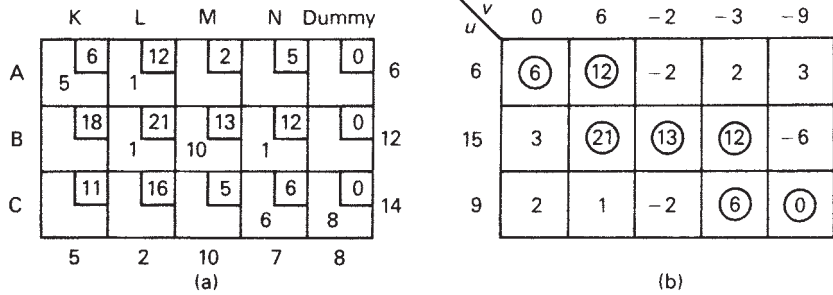 K L M N Dummy
A 6 5 12 1 2 5 0 6
B 18 21 1 13 10 12 1 0 12
C 11 16 5 6 6 0 8 14
5 2 10 7 8
(a)
v
u
0 6 -2 -3 -9
6 6 12 -2 2 3
15 3 21 13 12 -6
9 2 1 -2 6 0
(b)